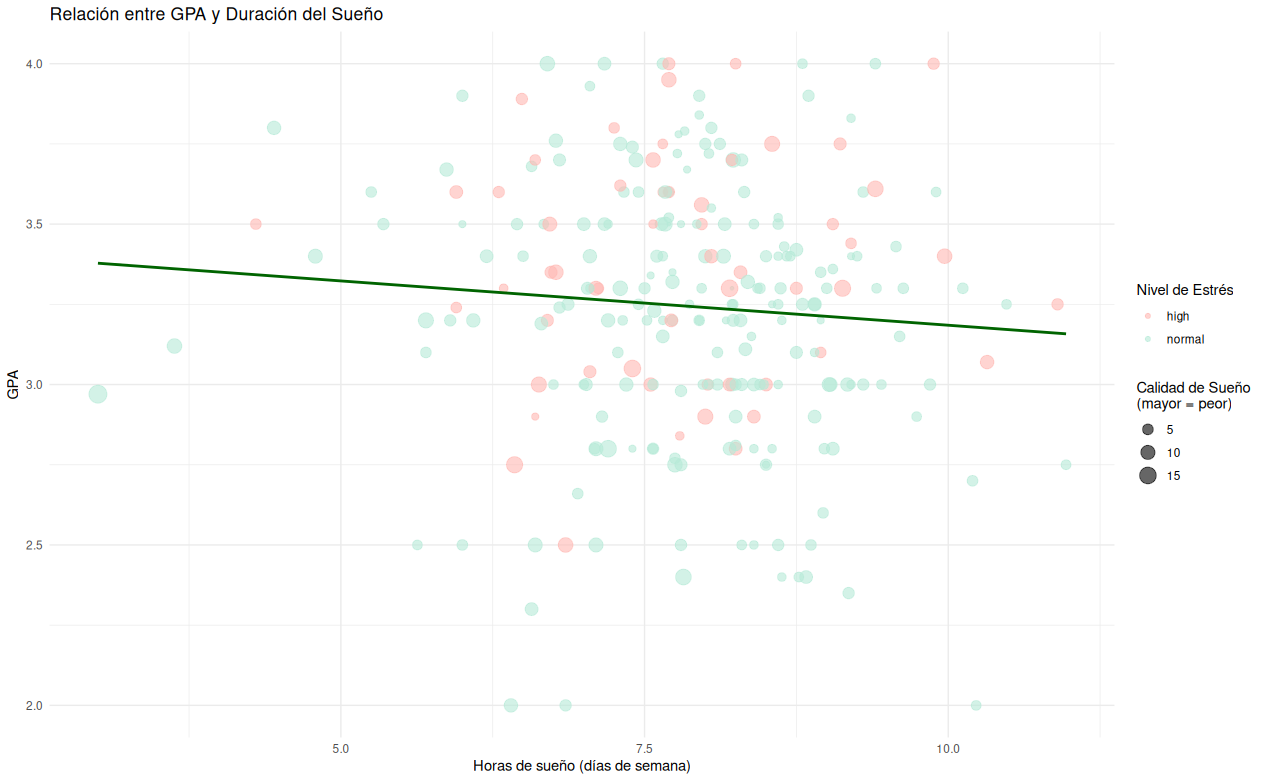 Relación entre GPA y Duración del Sueño
GPA
4.0
3.5
3.0
2.5
2.0
5.0
7.5
10.0
Horas de sueño (días de semana)
Nivel de Estrés
high
normal
Calidad de Sueño
(mayor = peor)
5
10
15